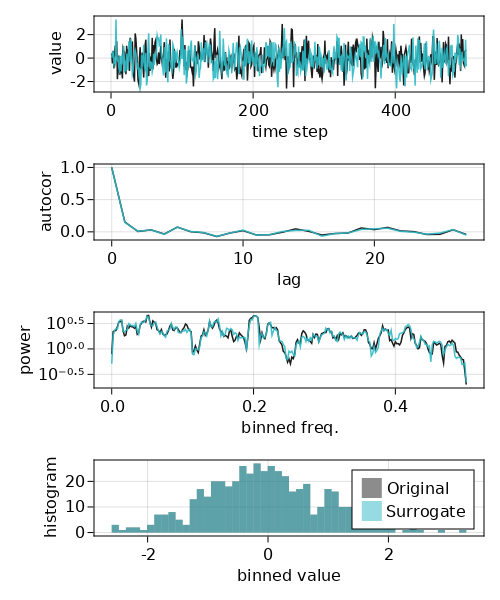 value
2
0
-2
0
200
400
time step
autocor
1.0
0.5
0.0
0
10
20
lag
power
10^0.5
10^0.0
10^-0.5
0.0
0.2
0.4
binned freq.
histogram
20
10
0
Original
Surrogate
-2
0
2
binned value